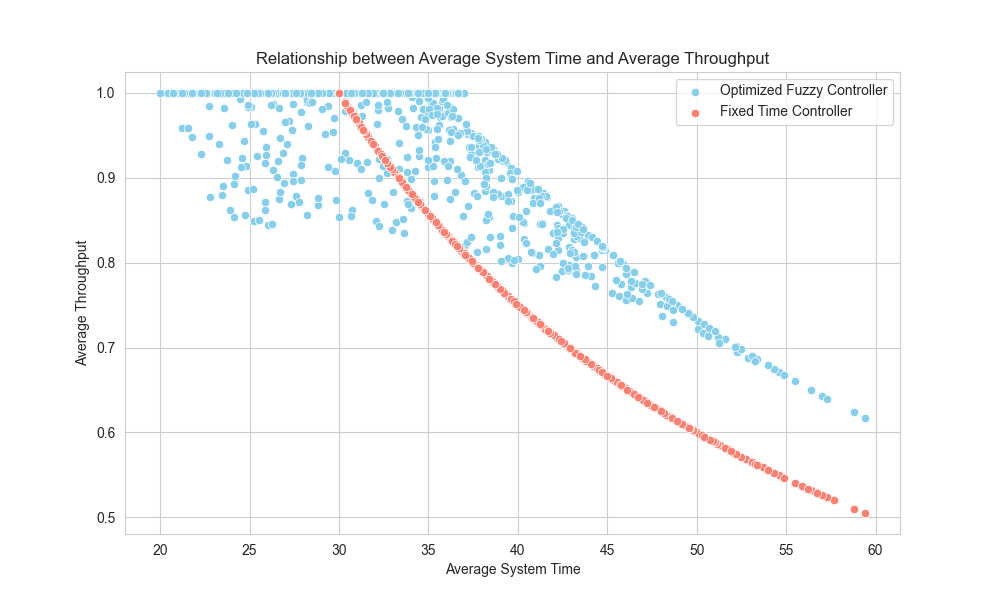 Relationship between Average System Time and Average Throughput
Optimized Fuzzy Controller
Fixed Time Controller
Average Throughput
1.0
0.9
0.8
0.7
0.6
0.5
20 25 30 35 40 45 50 55 60
Average System Time